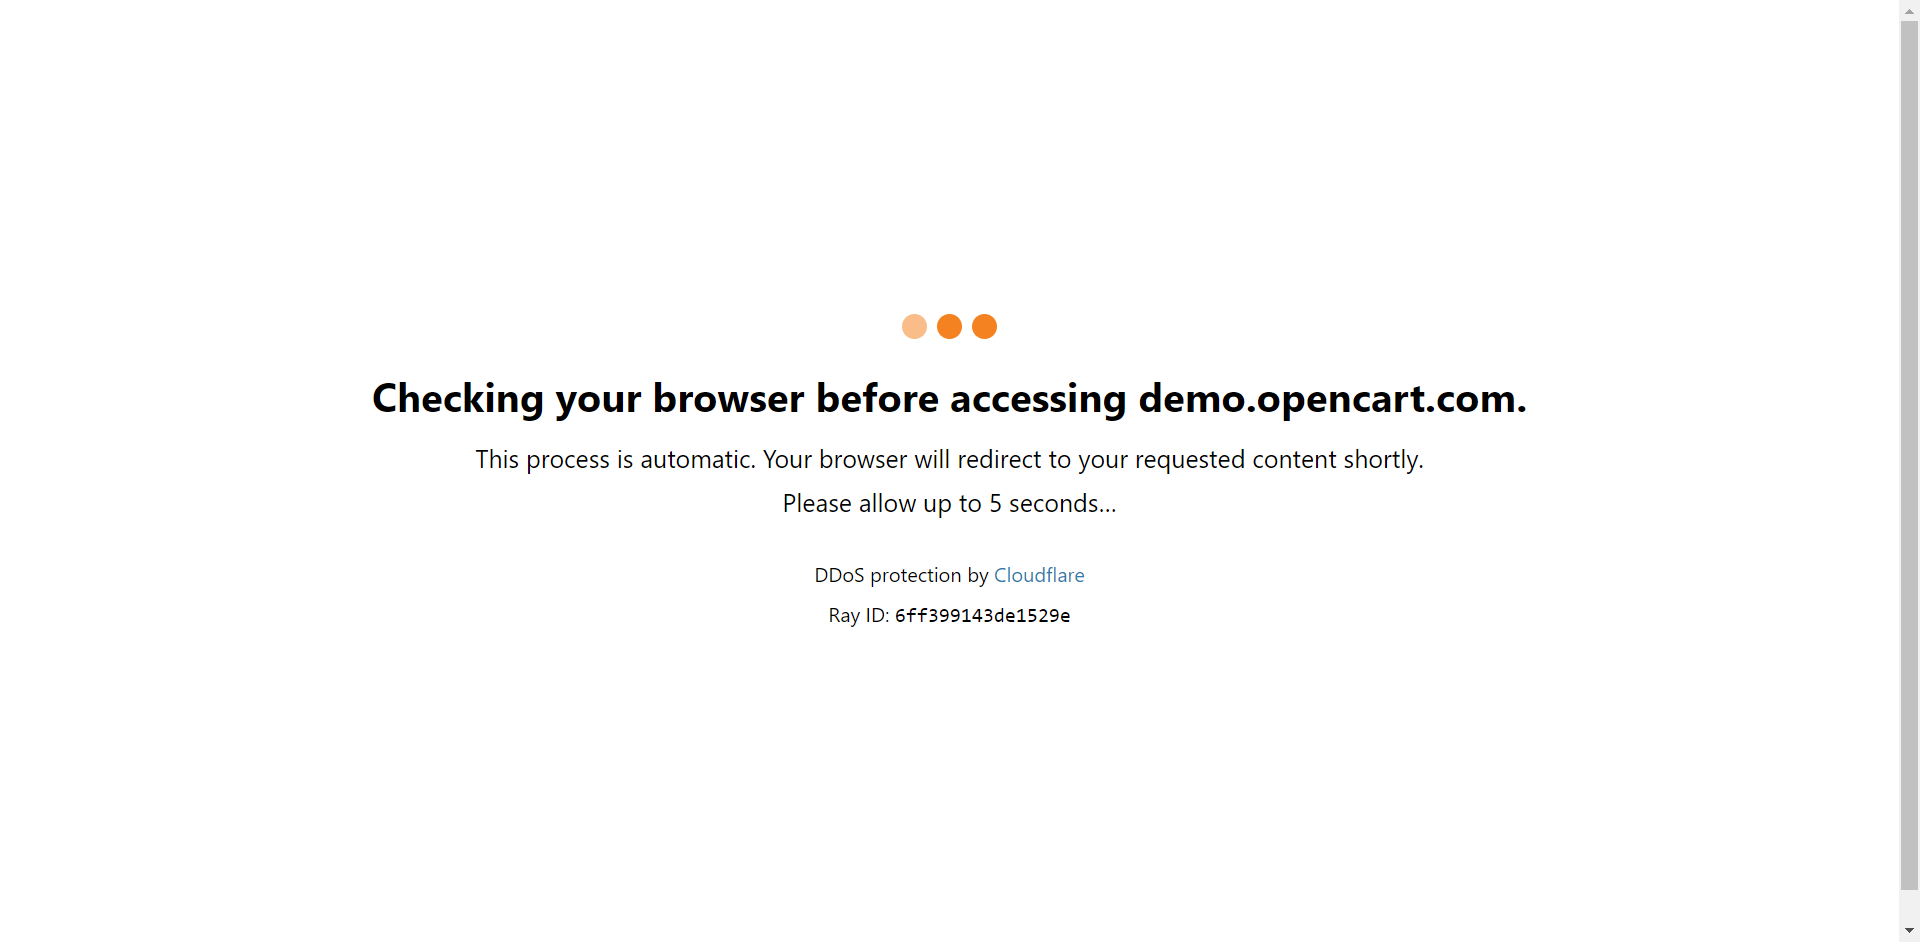 Checking your browser before accessing demo.opencart.com.
This process is automatic. Your browser will redirect to your requested content shortly.
Please allow up to 5 seconds…
DDoS protection by Cloudflare
Ray ID: 6ff399143de1529e